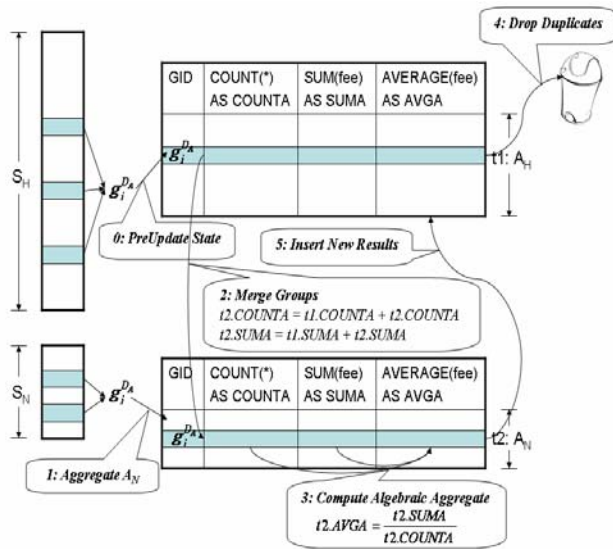 4: Drop Duplicates
GID
COUNT(*)
AS COUNTA
SUM(fee)
AS SUMA
AVERAGE(fee)
AS AVGA
S_H
g_i^{D_A}
g_i^{D_A}
t1: A_H
0: PreUpdate State
5: Insert New Results
2: Merge Groups
t2.COUNTA = t1.COUNTA + t2.COUNTA
t2.SUMA = t1.SUMA + t2.SUMA
S_N
g_i^{D_A}
GID
COUNT(*)
AS COUNTA
SUM(fee)
AS SUMA
AVERAGE(fee)
AS AVGA
g_i^{D_A}
t2: A_N
1: Aggregate A_N
3: Compute Algebraic Aggregate
t2.AVGA = t2.SUMA
t2.COUNTA